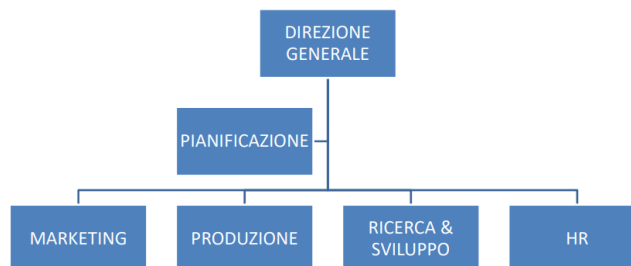 DIREZIONE
GENERALE
PIANIFICAZIONE
MARKETING
PRODUZIONE
RICERCA &
SVILUPPO
HR